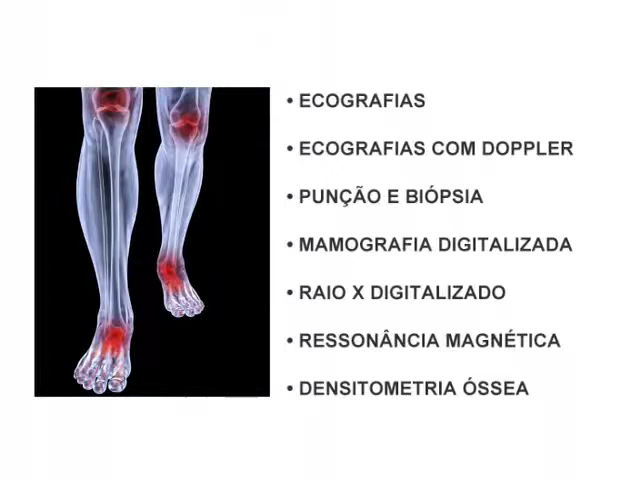 • ECOGRAFIAS
• ECOGRAFIAS COM DOPPLER
• PUNÇÃO E BIÓPSIA
• MAMOGRAFIA DIGITALIZADA
• RAIO X DIGITALIZADO
• RESSONÂNCIA MAGNÉTICA
• DENSITOMETRIA ÓSSEA